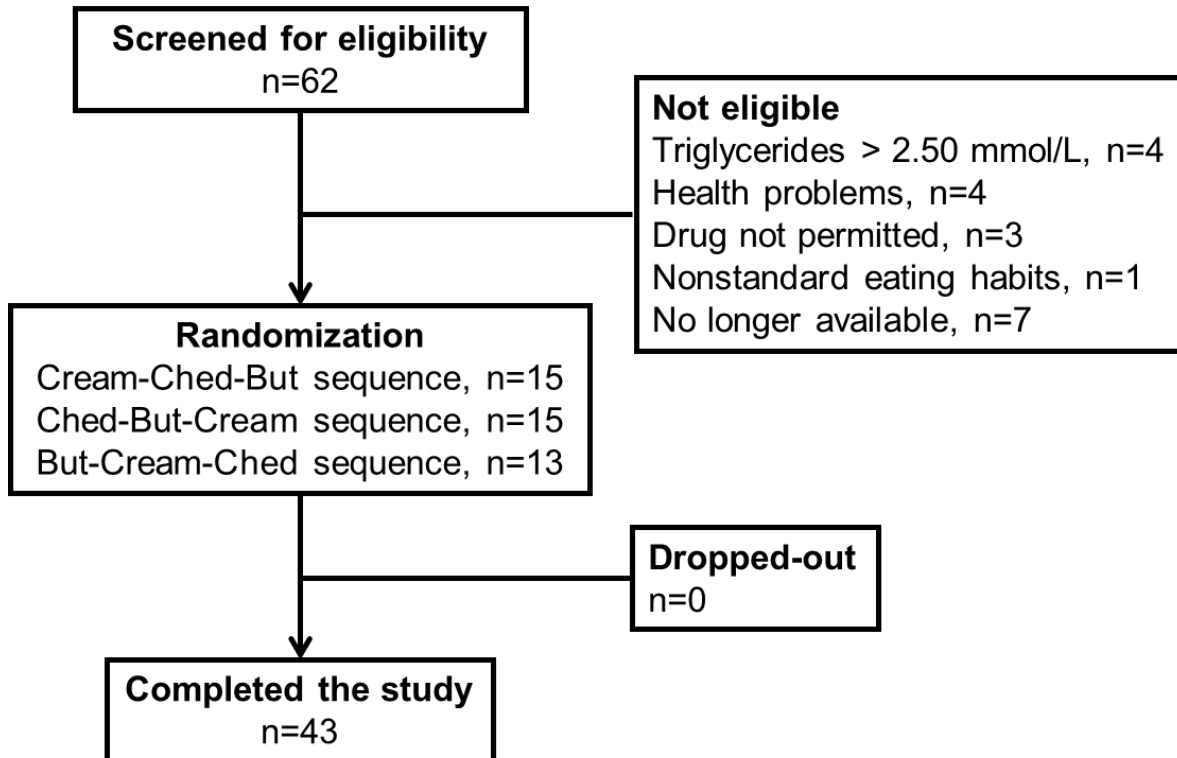 Screened for eligibility
n=62
Not eligible
Triglycerides > 2.50 mmol/L, n=4
Health problems, n=4
Drug not permitted, n=3
Nonstandard eating habits, n=1
No longer available, n=7
Randomization
Cream-Ched-But sequence, n=15
Ched-But-Cream sequence, n=15
But-Cream-Ched sequence, n=13
Dropped-out
n=0
Completed the study
n=43